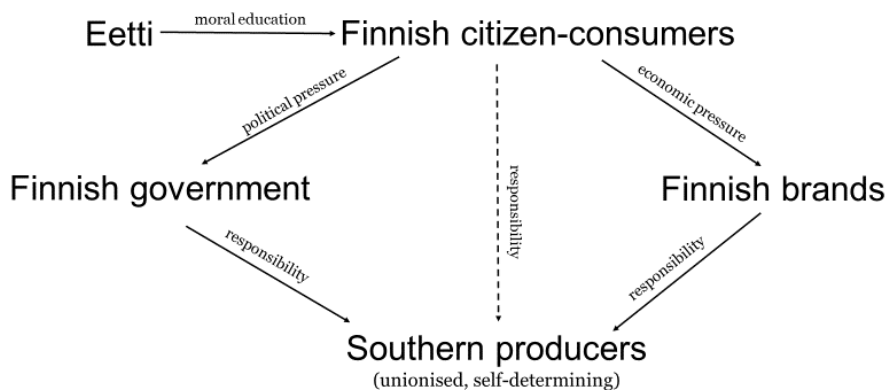 Eetti
moral education
Finnish citizen-consumers
political pressure
economic pressure
responsibility
Finnish government
Finnish brands
responsibility
responsibility
Southern producers
(unionised, self-determining)